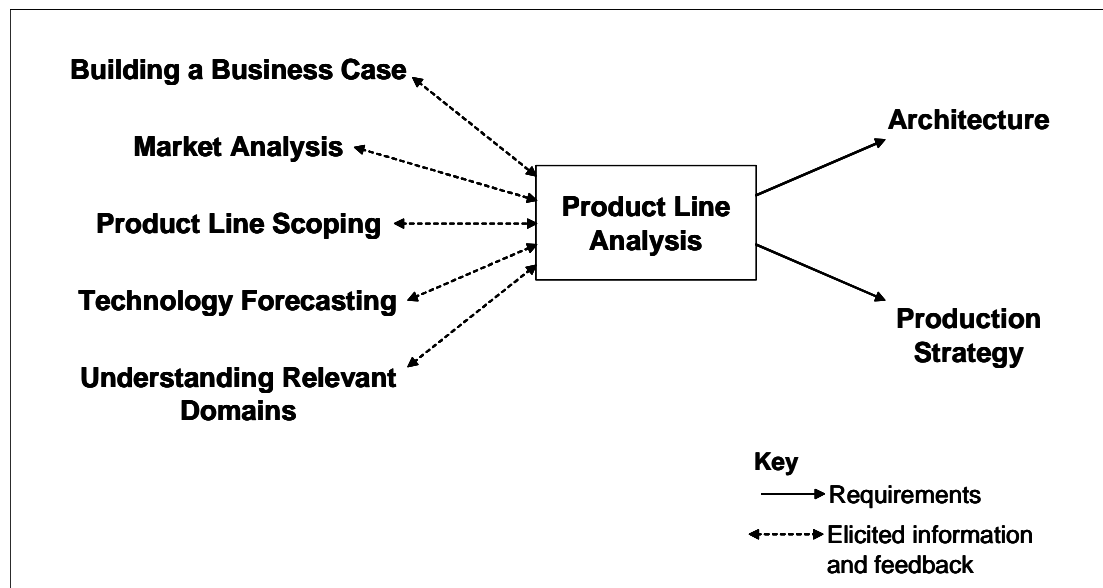 Building a Business Case
Market Analysis
Product Line Scoping
Technology Forecasting
Understanding Relevant
Domains
Product Line
Analysis
Architecture
Production
Strategy
Key
Requirements
Elicited information
and feedback